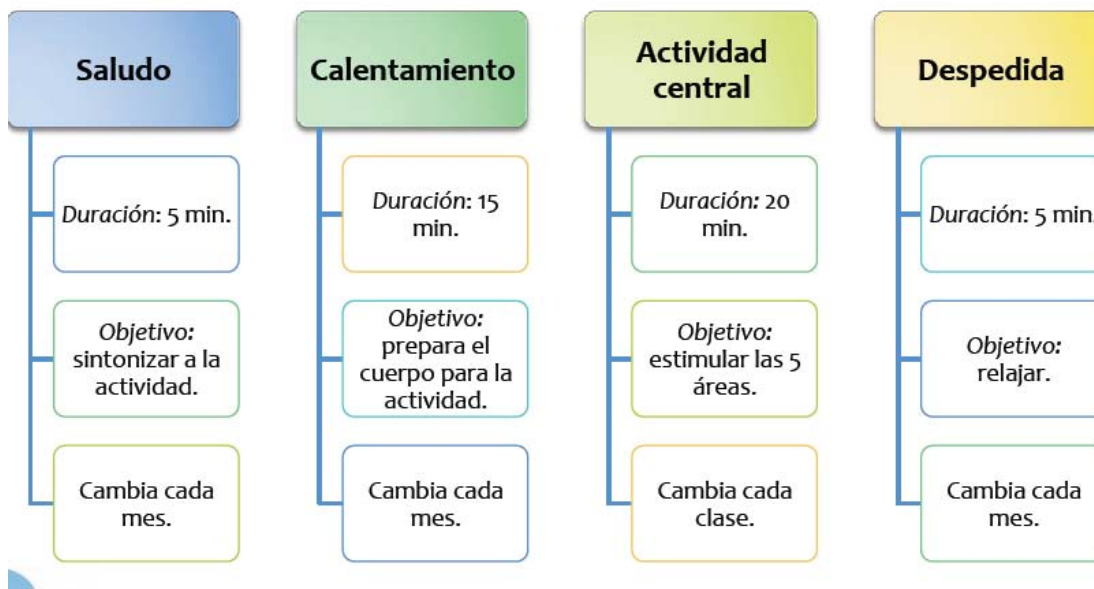 Saludo
Duración: 5 min.
Objetivo:
sintonizar a la
actividad.
Cambia cada
mes.
Calentamiento
Duración: 15
min.
Objetivo:
prepara el
cuerpo para la
actividad.
Cambia cada
mes.
Actividad
central
Duración: 20
min.
Objetivo:
estimular las 5
áreas.
Cambia cada
clase.
Despedida
Duración: 5 min.
Objetivo:
relajar.
Cambia cada
mes.